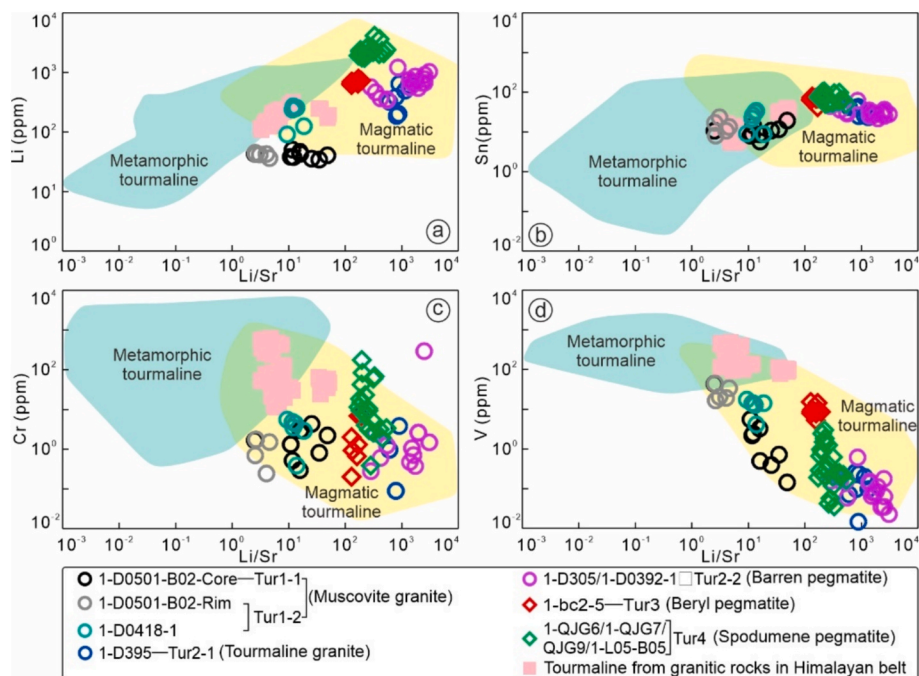 10⁴
10³
10²
10¹
10⁰
Li (ppm)
Metamorphic
tourmaline
Magmatic
tourmaline
a
10⁻³ 10⁻² 10⁻¹ 10⁰ 10¹ 10² 10³ 10⁴
Li/Sr
10⁴
10²
10⁰
10⁻²
Sn(ppm)
Metamorphic
tourmaline
Magmatic
tourmaline
b
10⁻³ 10⁻² 10⁻¹ 10⁰ 10¹ 10² 10³ 10⁴
Li/Sr
10⁴
10²
10⁰
10⁻²
Cr (ppm)
Metamorphic
tourmaline
Magmatic
tourmaline
c
10⁻³ 10⁻² 10⁻¹ 10⁰ 10¹ 10² 10³ 10⁴
Li/Sr
10⁴
10²
10⁰
10⁻²
V (ppm)
Metamorphic
tourmaline
Magmatic
tourmaline
d
10⁻³ 10⁻² 10⁻¹ 10⁰ 10¹ 10² 10³ 10⁴
Li/Sr
1-D0501-B02-Core—Tur1-1
1-D0501-B02-Rim
Tur1-2
(Muscovite granite)
1-D0418-1
1-D395—Tur2-1 (Tourmaline granite)
1-D305/1-D0392-1 □ Tur2-2 (Barren pegmatite)
1-bc2-5—Tur3 (Beryl pegmatite)
1-QJG6/1-QJG7/
QJG9/1-L05-B05
Tur4 (Spodumene pegmatite)
Tourmaline from granitic rocks in Himalayan belt